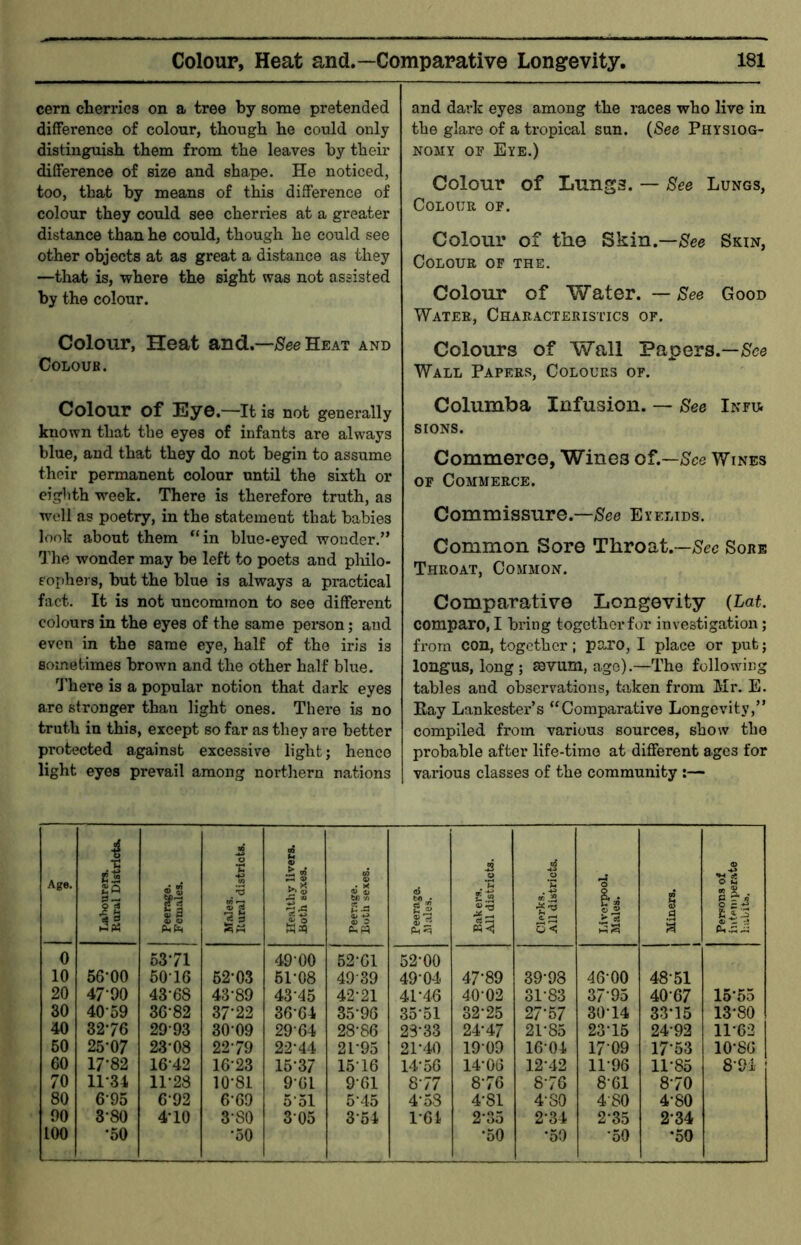 Colour, Heat and.—Comparative Longevity. 181
cern cherries on a tree by some pretended
difference of colour, though he could only
distinguish them from the leaves by their
difference of size and shape. He noticed,
too, that by means of this difference of
colour they could see cherries at a greater
distance than he could, though he could see
other objects at as great a distance as they
—that is, where the sight was not assisted
by the colour.
Colour, Heat and.—See Heat and
Colour.
Colour of Eye.—It is not generally
known that the eyes of infants are always
blue, and that they do not begin to assume
their permanent colour until the sixth or
eighth week. There is therefore truth, as
well as poetry, in the statement that babies
look about them “in blue-eyed wonder.”
The wonder may be left to poets and philo-
sophers, but the blue is always a practical
fact. It is not uncommon to see different
colours in the eyes of the same person; and
even in the same eye, half of the iris is
sometimes brown and the other half blue.
There is a popular notion that dark eyes
are stronger than light ones. There is no
truth in this, except so far as they are better
protected against excessive light; hence
light eyes prevail among northern nations
and dark eyes among the races who live in
the glare of a tropical sun. (See Physiog-
nomy of Eye.)
Colour of Lungs. — See Lungs,
Colour of.
Colour of the Skin.—See Skin,
Colour of the.
Colour of Water. — See Good
Water, Characteristics of.
Colours of Wall Papers.—See
Wall Papers, Colours of.
Columba Infusion. — See Infu-
sions.
Commerce, Wines of.—See Wines
of Commerce.
Commissure.—See Eyelids.
Common Sore Throat.—See Sore
Throat, Common.
Comparative Longevity (Lat.
comparo, I bring together for investigation;
from con, together; paro, I place or put;
longus, long; ævum, age).—The following
tables and observations, taken from Mr. E.
Ray Lankester’s “Comparative Longevity,”
compiled from various sources, show the
probable after life-time at different ages for
various classes of the community :—
Age. | Labourers. Rural Districts. | Peerage. Females. | Males. Rural districts. | Healthy livers. Both sexes. | Peerage. Both sexes. | Peerage. Males. | Bakers. All districts. | Clerks. All districts. | Liverpool. Males. | Miners. | Persons of intemperate habits.
0 | | 53·71 | | 49·00 | 52·61 | 52·00
10 | 56·00 | 50·16 | 52·03 | 51·08 | 49·39 | 49·04 | 47·89 | 39·98 | 46·00 | 48·51
20 | 47·90 | 43·68 | 43·89 | 43·45 | 42·21 | 41·46 | 40·02 | 31·83 | 37·95 | 40·67 | 15·55
30 | 40·59 | 36·82 | 37·22 | 36·64 | 35·96 | 35·51 | 32·25 | 27·57 | 30·14 | 33·15 | 13·80
40 | 32·76 | 29·93 | 30·09 | 29·64 | 28·86 | 28·33 | 24·47 | 21·85 | 23·15 | 24·92 | 11·62
50 | 25·07 | 23·08 | 22·79 | 22·44 | 21·95 | 21·40 | 19·09 | 16·04 | 17·09 | 17·53 | 10·86
60 | 17·82 | 16·42 | 16·23 | 15·37 | 15·16 | 14·56 | 14·06 | 12·42 | 11·96 | 11·85 | 8·94
70 | 11·34 | 11·28 | 10·81 | 9·61 | 9·61 | 8·77 | 8·76 | 8·76 | 8·61 | 8·70
80 | 6·95 | 6·92 | 6·69 | 5·51 | 5·45 | 4·58 | 4·81 | 4·80 | 4·80 | 4·80
90 | 3·80 | 4·10 | 3·80 | 3·05 | 3·54 | 1·64 | 2·35 | 2·34 | 2·35 | 2·34
100 | ·50 | | ·50 | | | | ·50 | ·50 | ·50 | ·50